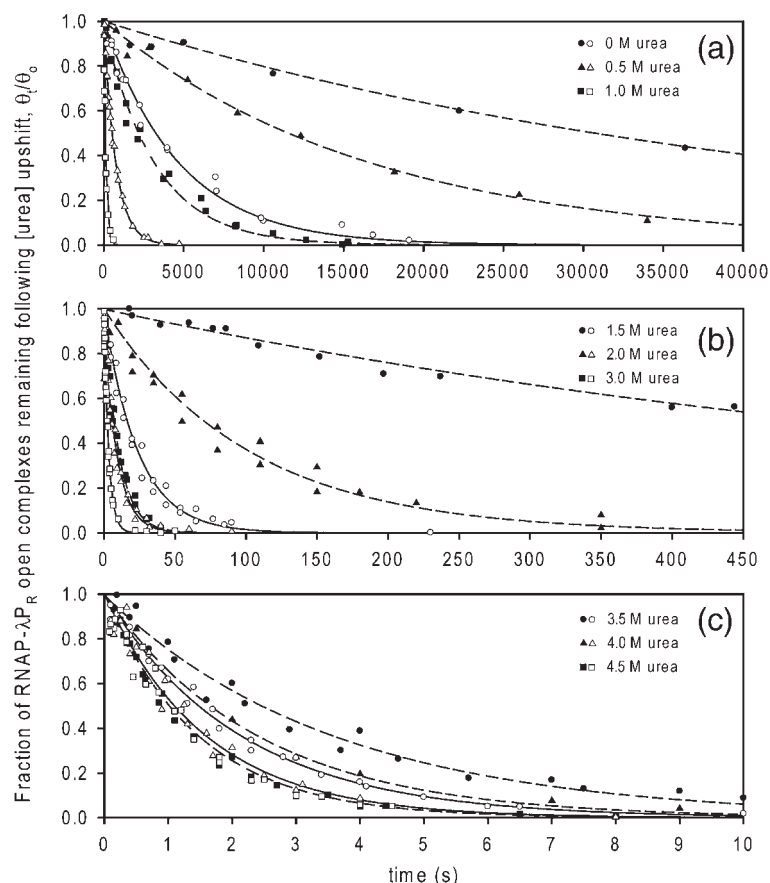 Fraction of RNAP-λP_R open complexes remaining following [urea] upshift, θt/θo
1.0
0.8
0.6
0.4
0.2
0.0
0 5000 10000 15000 20000 25000 30000 35000 40000
0 M urea
0.5 M urea
1.0 M urea
(a)
1.0
0.8
0.6
0.4
0.2
0.0
0 50 100 150 200 250 300 350 400 450
1.5 M urea
2.0 M urea
3.0 M urea
(b)
1.0
0.8
0.6
0.4
0.2
0.0
0 1 2 3 4 5 6 7 8 9 10
3.5 M urea
4.0 M urea
4.5 M urea
(c)
time (s)